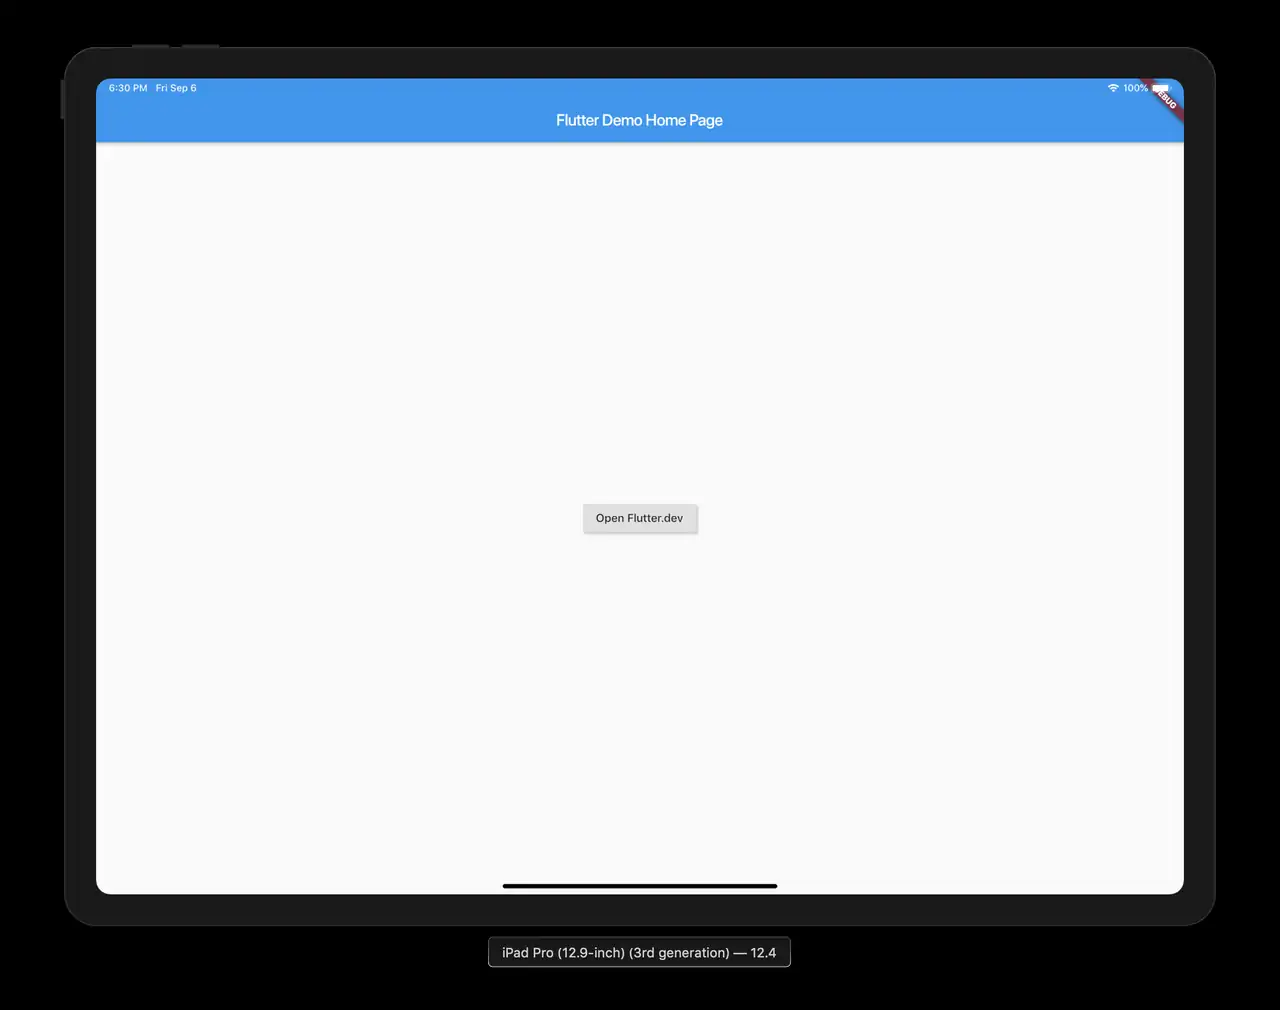 6:30 PM Fri Sep 6
100%
DEBUG
Flutter Demo Home Page
Open Flutter.dev
iPad Pro (12.9-inch) (3rd generation) — 12.4